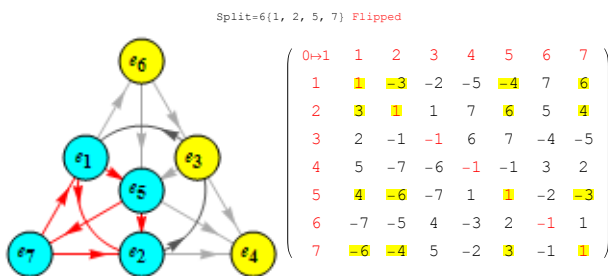 Split=6{1, 2, 5, 7} Flipped
e6
e1
e3
e5
e7
e2
e4
0↦1 1 2 3 4 5 6 7
1 1 -3 -2 -5 -4 7 6
2 3 1 1 7 6 5 4
3 2 -1 -1 6 7 -4 -5
4 5 -7 -6 -1 -1 3 2
5 4 -6 -7 1 1 -2 -3
6 -7 -5 4 -3 2 -1 1
7 -6 -4 5 -2 3 -1 1